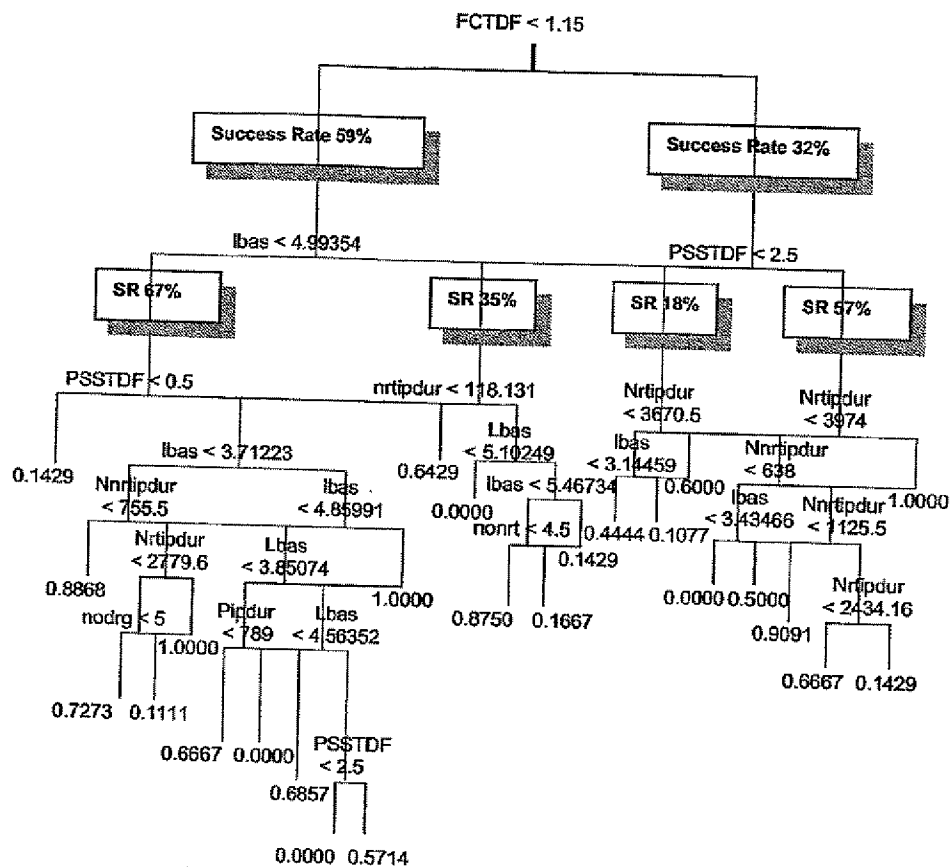 FCTDF < 1.15
Success Rate 59%
Success Rate 32%
lbas < 4.99354
PSSTDF < 2.5
SR 67%
SR 35%
SR 18%
SR 57%
PSSTDF < 0.5
nrtipdur < 118.131
Nrtipdur
< 3670.5
Nrtipdur
< 3974
0.1429
lbas < 3.71223
0.6429
Lbas
< 5.10249
lbas
< 3.14459
0.6000
Nnrtipdur
< 638
1.0000
Nnrtipdur
< 755.5
lbas
< 4.85991
0.0000
lbas < 5.46734
0.4444
0.1077
lbas
< 3.43466
Nnrtipdur
< 1125.5
nonrt < 4.5
0.1429
0.8868
Nrtipdur
< 2779.6
Lbas
< 3.85074
1.0000
0.8750
0.1667
0.0000
0.5000
0.9091
Nrtipdur
< 2434.16
nodrg < 5
1.0000
Pipdur
< 789
Lbas
< 4.56352
0.6667
0.1429
0.7273
0.1111
0.6667
0.0000
0.6857
PSSTDF
< 2.5
0.0000
0.5714